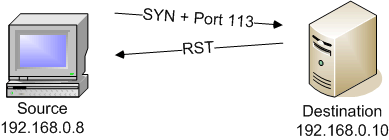 SYN + Port 113
RST
Source
192.168.0.8
Destination
192.168.0.10